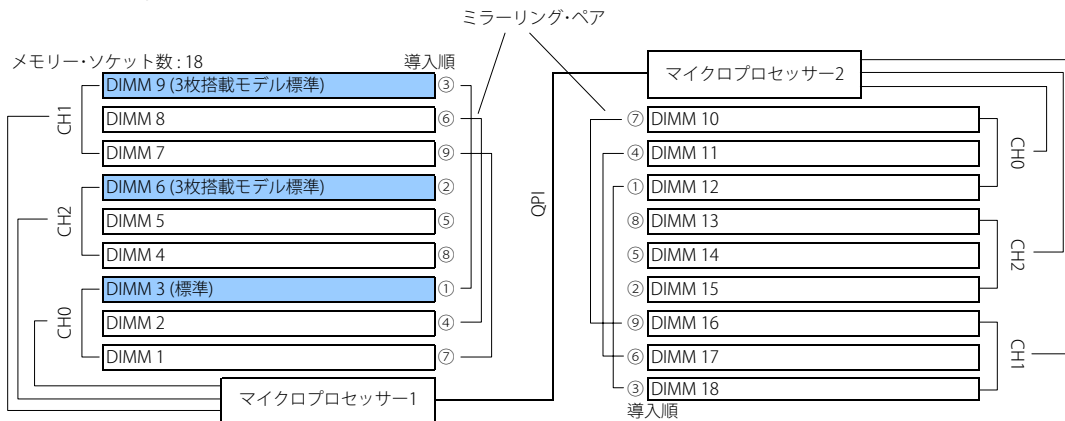 ミラーリング・ペア
メモリー・ソケット数 : 18
導入順
DIMM 9 (3枚搭載モデル標準)
③
DIMM 8
⑥
DIMM 7
⑨
CH1
DIMM 6 (3枚搭載モデル標準)
②
DIMM 5
⑤
DIMM 4
⑧
CH2
DIMM 3 (標準)
①
DIMM 2
④
DIMM 1
⑦
CH0
マイクロプロセッサー1
QPI
マイクロプロセッサー2
⑦ DIMM 10
④ DIMM 11
① DIMM 12
CH0
⑧ DIMM 13
⑤ DIMM 14
② DIMM 15
CH2
⑨ DIMM 16
⑥ DIMM 17
③ DIMM 18
CH1
導入順